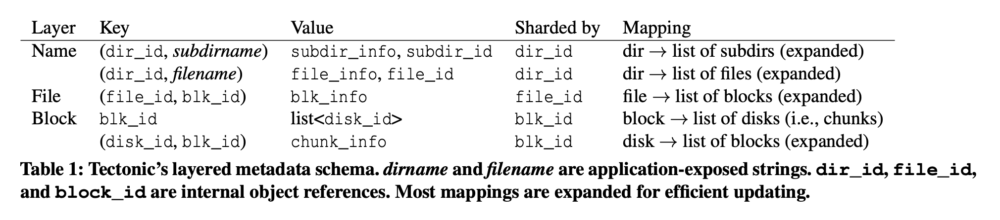 Layer Key Value Sharded by Mapping
Name (dir_id, subdirname) subdir_info, subdir_id dir_id dir → list of subdirs (expanded)
(dir_id, filename) file_info, file_id dir_id dir → list of files (expanded)
File (file_id, blk_id) blk_info file_id file → list of blocks (expanded)
Block blk_id list<disk_id> blk_id block → list of disks (i.e., chunks)
(disk_id, blk_id) chunk_info blk_id disk → list of blocks (expanded)
Table 1: Tectonic’s layered metadata schema. dirname and filename are application-exposed strings. dir_id, file_id,
and block_id are internal object references. Most mappings are expanded for efficient updating.